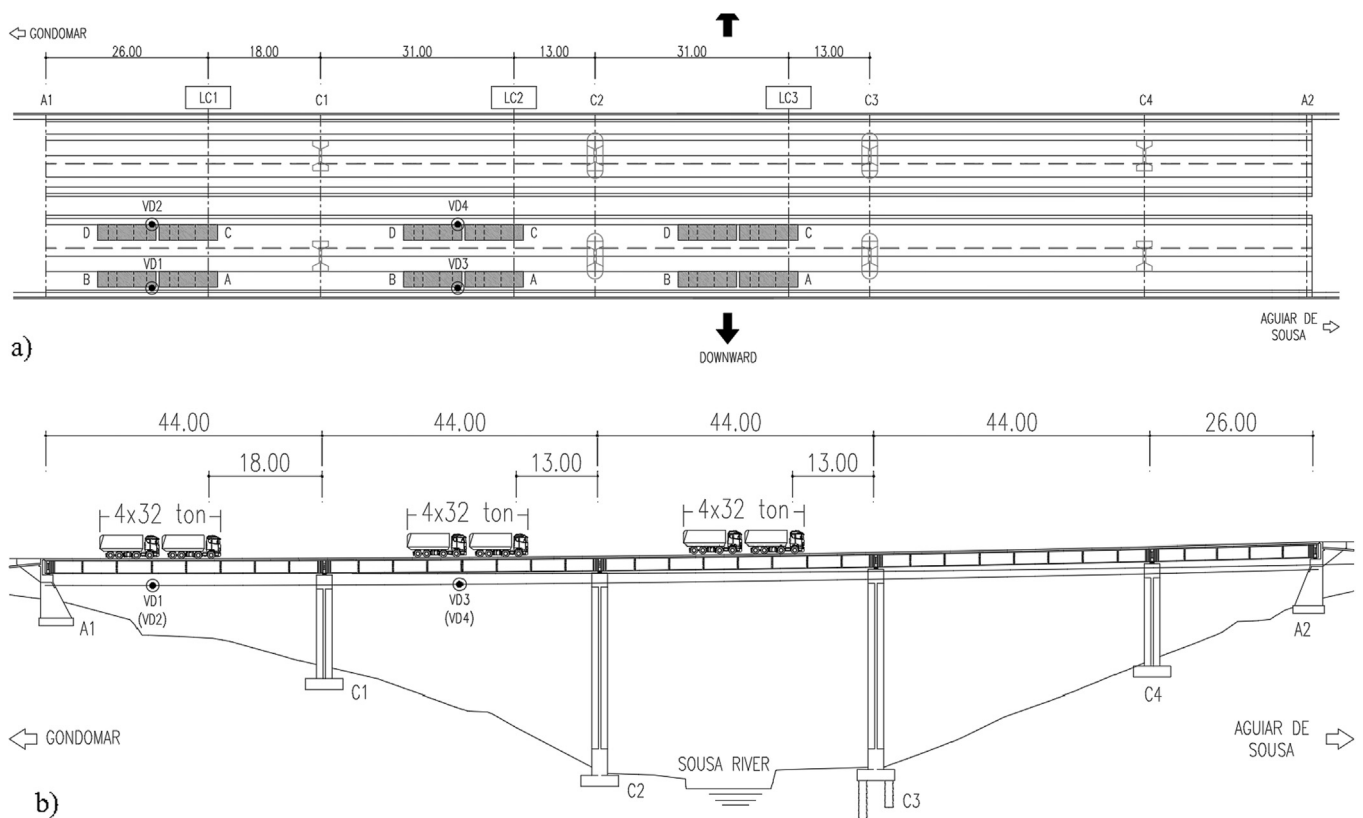 GONDOMAR
26.00 18.00 31.00 13.00 31.00 13.00
A1 LC1 C1 LC2 C2 LC3 C3 C4 A2
VD2 VD4
D C D C D C
VD1 VD3
B A B A B A
a)
DOWNWARD
AGUIAR DE
SOUSA
44.00 44.00 44.00 44.00 26.00
18.00 13.00 13.00
4x32 ton 4x32 ton 4x32 ton
VD1 VD3
(VD2) (VD4)
A1 A2
C1 C4
GONDOMAR
AGUIAR DE
SOUSA
SOUSA RIVER
C2 C3
b)